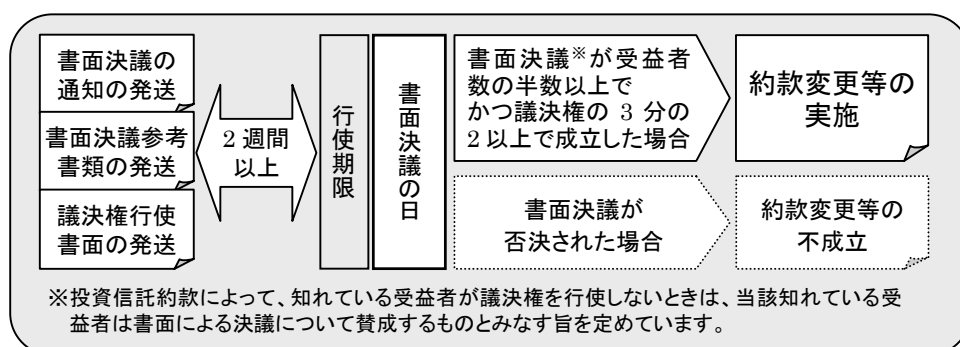 書面決議の
通知の発送
書面決議参考
書類の発送
議決権行使
書面の発送
2 週間
以上
行使期限
書面決議の日
書面決議※が受益者
数の半数以上で
かつ議決権の 3 分の
2 以上で成立した場合
約款変更等の
実施
書面決議が
否決された場合
約款変更等の
不成立
※投資信託約款によって、知れている受益者が議決権を行使しないときは、当該知れている受
益者は書面による決議について賛成するものとみなす旨を定めています。